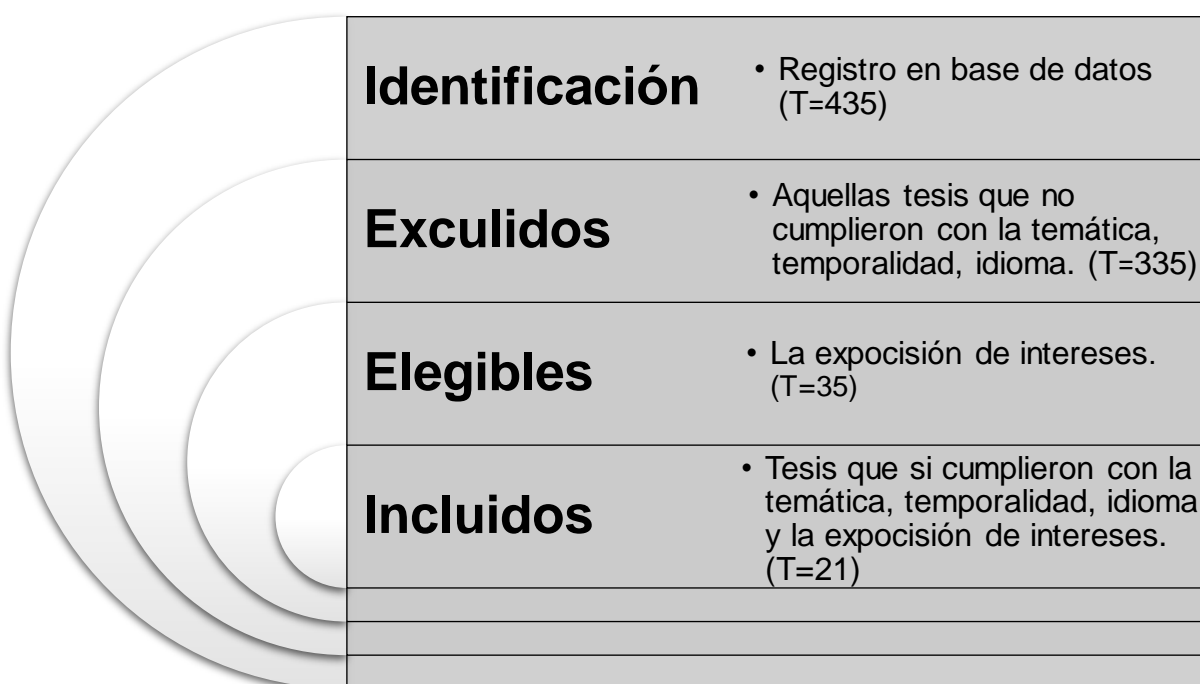 Identificación
• Registro en base de datos
(T=435)
Exculidos
• Aquellas tesis que no
cumplieron con la temática,
temporalidad, idioma. (T=335)
Elegibles
• La expocisión de intereses.
(T=35)
Incluidos
• Tesis que si cumplieron con la
temática, temporalidad, idioma
y la expocisión de intereses.
(T=21)